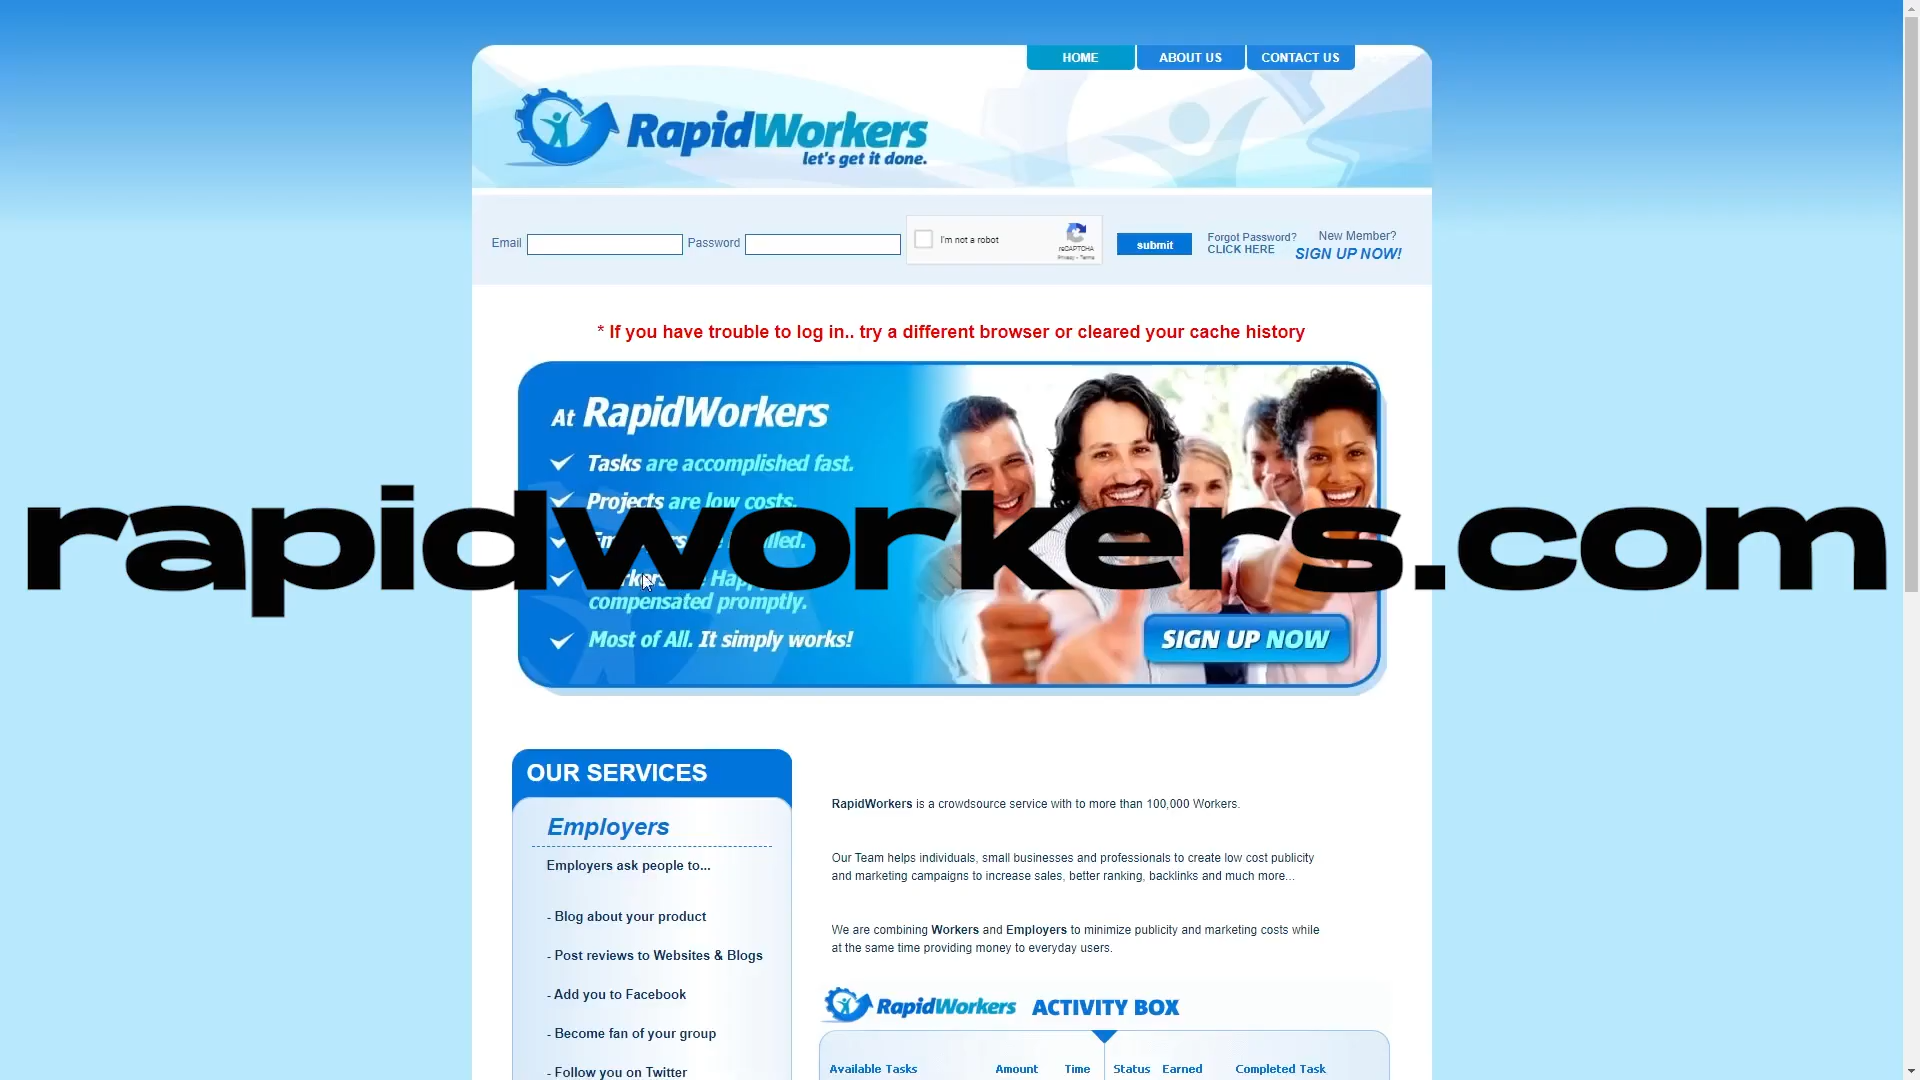 HOME ABOUT US CONTACT US
RapidWorkers
let's get it done.
Email Password I'm not a robot reCAPTCHA Privacy - Terms submit Forgot Password? CLICK HERE New Member? SIGN UP NOW!
* If you have trouble to log in.. try a different browser or cleared your cache history
At RapidWorkers
Tasks are accomplished fast.
Projects are low costs.
rapidworkers.com
compensated promptly.
Most of All. It simply works!
SIGN UP NOW
OUR SERVICES
Employers
Employers ask people to...
- Blog about your product
- Post reviews to Websites & Blogs
- Add you to Facebook
- Become fan of your group
- Follow you on Twitter
RapidWorkers is a crowdsource service with to more than 100,000 Workers.
Our Team helps individuals, small businesses and professionals to create low cost publicity
and marketing campaigns to increase sales, better ranking, backlinks and much more...
We are combining Workers and Employers to minimize publicity and marketing costs while
at the same time providing money to everyday users.
RapidWorkers ACTIVITY BOX
Available Tasks Amount Time Status Earned Completed Task